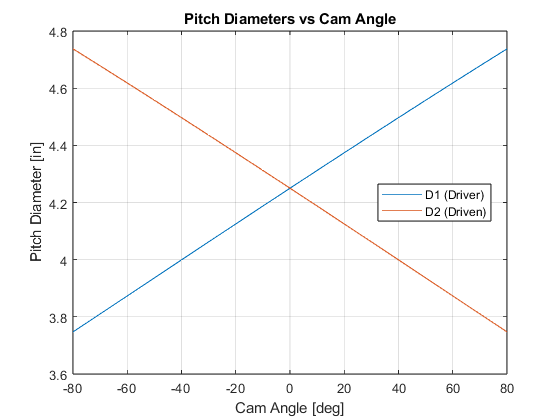 Pitch Diameters vs Cam Angle
4.8
4.6
4.4
4.2
4
3.8
3.6
Pitch Diameter [in]
D1 (Driver)
D2 (Driven)
-80 -60 -40 -20 0 20 40 60 80
Cam Angle [deg]